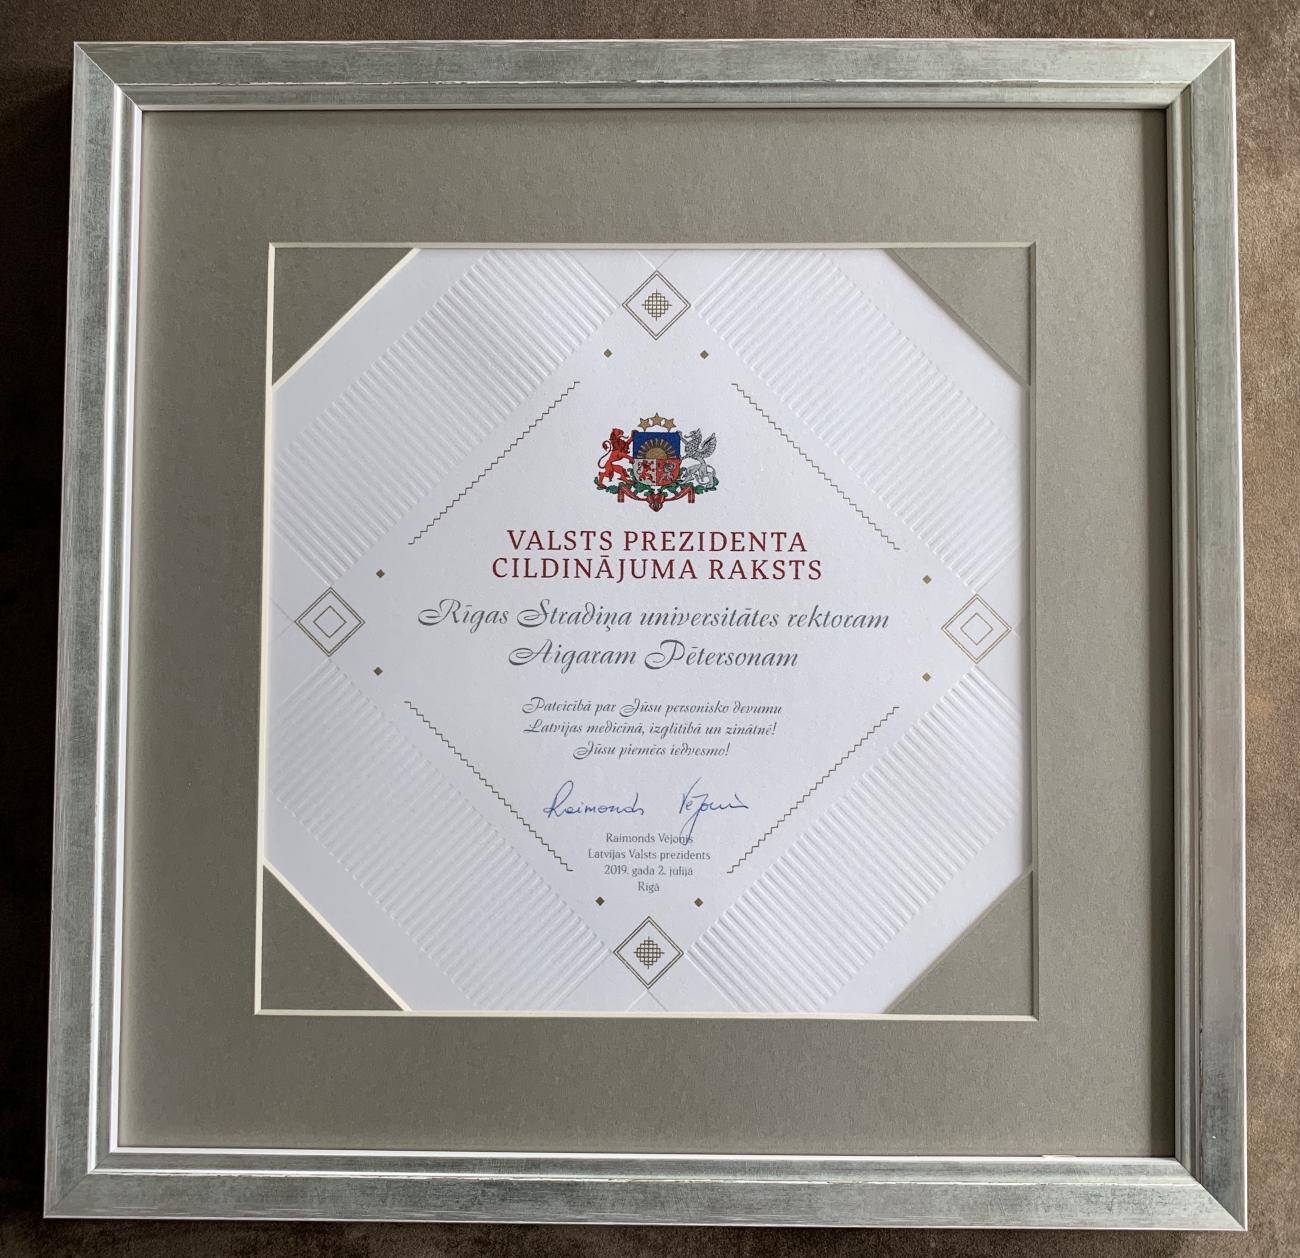 VALSTS PREZIDENTA
CILDINĀJUMA RAKSTS
Rīgas Stradiņa universitātes rektoram
Aigaram Pētersonam
Pateicībā par Jūsu personisko devumu
Latvijas medicīnā, izglītībā un zinātnē!
Jūsu piemērs iedvesmo!
Raimonds Vējonis
Raimonds Vējonis
Latvijas Valsts prezidents
2019. gada 2. jūlijā
Rīgā